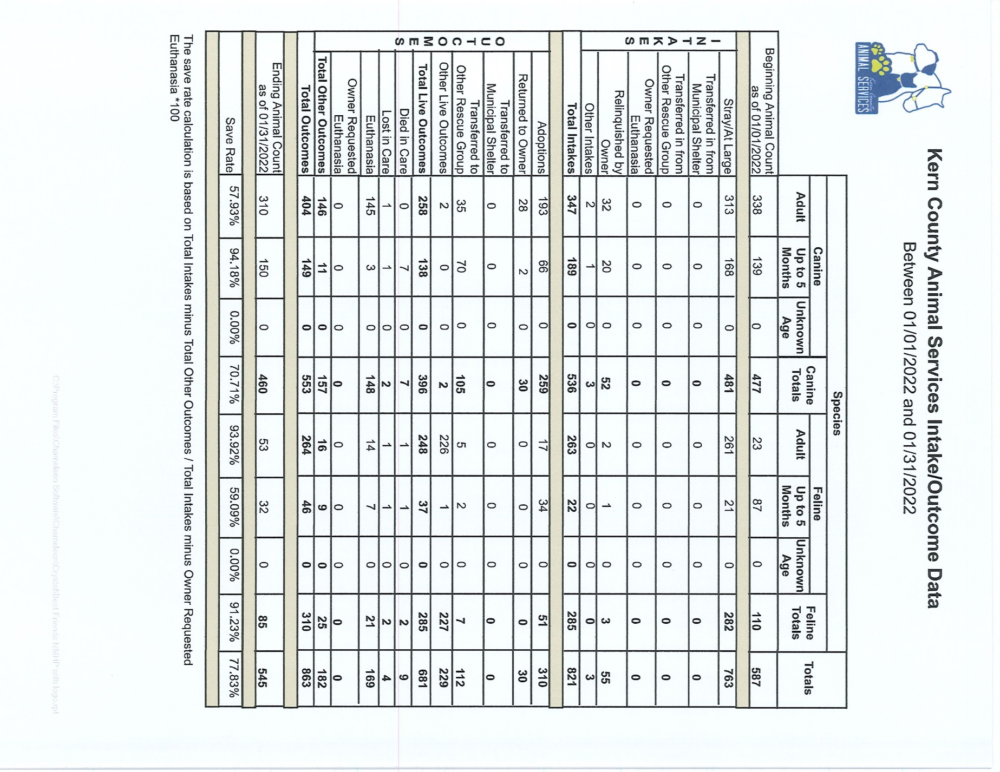 Kern County
ANIMAL SERVICES
Kern County Animal Services Intake/Outcome Data
Between 01/01/2022 and 01/31/2022
Species
Canine Canine Totals Feline Feline Totals Totals
Adult Up to 5 Months Unknown Age Adult Up to 5 Months Unknown Age
Beginning Animal Count
as of 01/01/2022 338 139 0 477 23 87 0 110 587
INTAKES
Stray/At Large 313 168 0 481 261 21 0 282 763
Transferred in from
Municipal Shelter 0 0 0 0 0 0 0 0 0
Transferred in from
Other Rescue Group 0 0 0 0 0 0 0 0 0
Owner Requested
Euthanasia 0 0 0 0 0 0 0 0 0
Relinquished by
Owner 32 20 0 52 2 1 0 3 55
Other Intakes 2 1 0 3 0 0 0 0 3
Total Intakes 347 189 0 536 263 22 0 285 821
OUTCOMES
Adoptions 193 66 0 259 17 34 0 51 310
Returned to Owner 28 2 0 30 0 0 0 0 30
Transferred to
Municipal Shelter 0 0 0 0 0 0 0 0 0
Transferred to
Other Rescue Group 35 70 0 105 5 2 0 7 112
Other Live Outcomes 2 0 0 2 226 1 0 227 229
Total Live Outcomes 258 138 0 396 248 37 0 285 681
Died in Care 0 7 0 7 1 1 0 2 9
Lost in Care 1 1 0 2 1 1 0 2 4
Euthanasia 145 3 0 148 14 7 0 21 169
Owner Requested
Euthanasia 0 0 0 0 0 0 0 0 0
Total Other Outcomes 146 11 0 157 16 9 0 25 182
Total Outcomes 404 149 0 553 264 46 0 310 863
Ending Animal Count
as of 01/31/2022 310 150 0 460 53 32 0 85 545
Save Rate 57.93% 94.18% 0.00% 70.71% 93.92% 59.09% 0.00% 91.23% 77.83%
The save rate calculation is based on Total Intakes minus Total Other Outcomes / Total Intakes minus Owner Requested
Euthanasia *100
C:\Program Files\Chameleon Software\Chameleon\Crystal\Best Friends NMHP with logo.rpt